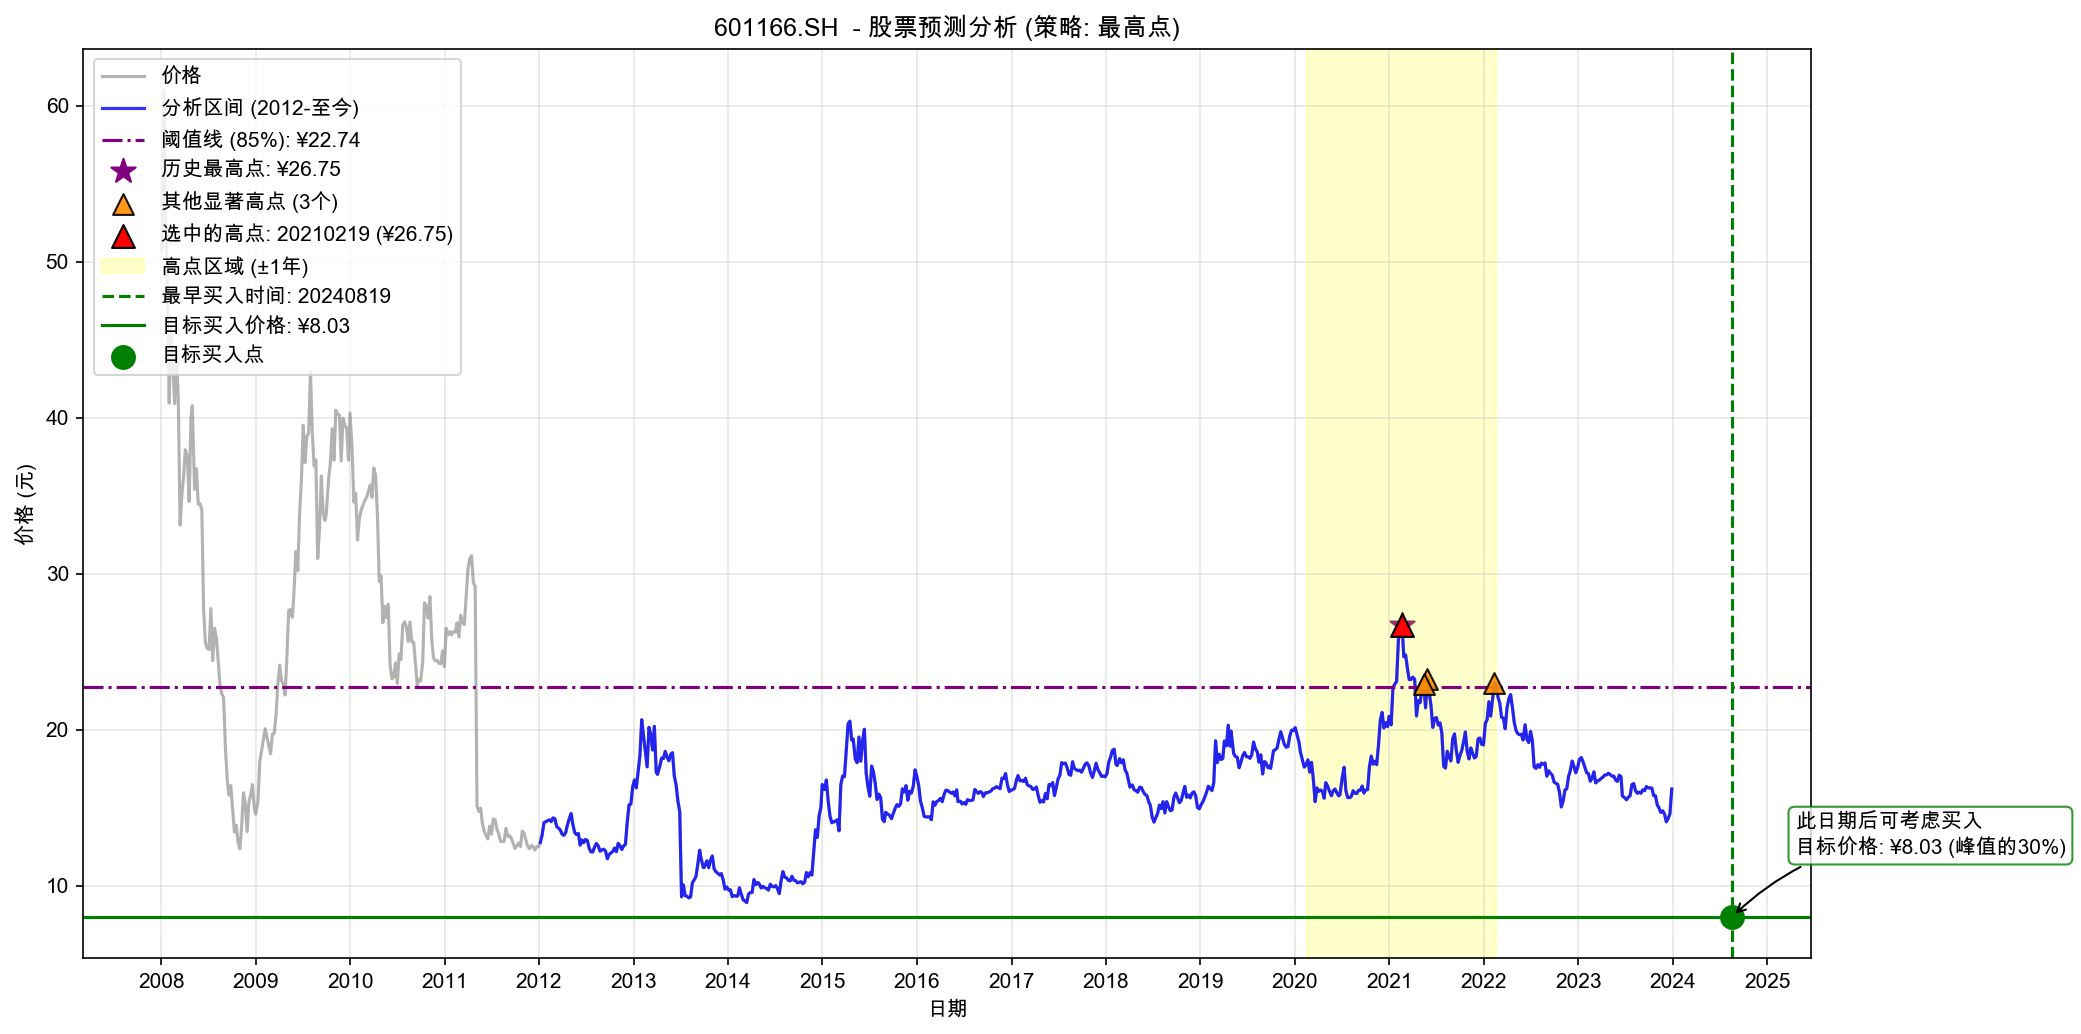 601166.SH - 股票预测分析 (策略: 最高点)
价格
分析区间 (2012-至今)
阈值线 (85%): ¥22.74
历史最高点: ¥26.75
其他显著高点 (3个)
选中的高点: 20210219 (¥26.75)
高点区域 (±1年)
最早买入时间: 20240819
目标买入价格: ¥8.03
目标买入点
价格 (元)
60
50
40
30
20
10
此日期后可考虑买入
目标价格: ¥8.03 (峰值的30%)
2008 2009 2010 2011 2012 2013 2014 2015 2016 2017 2018 2019 2020 2021 2022 2023 2024 2025
日期